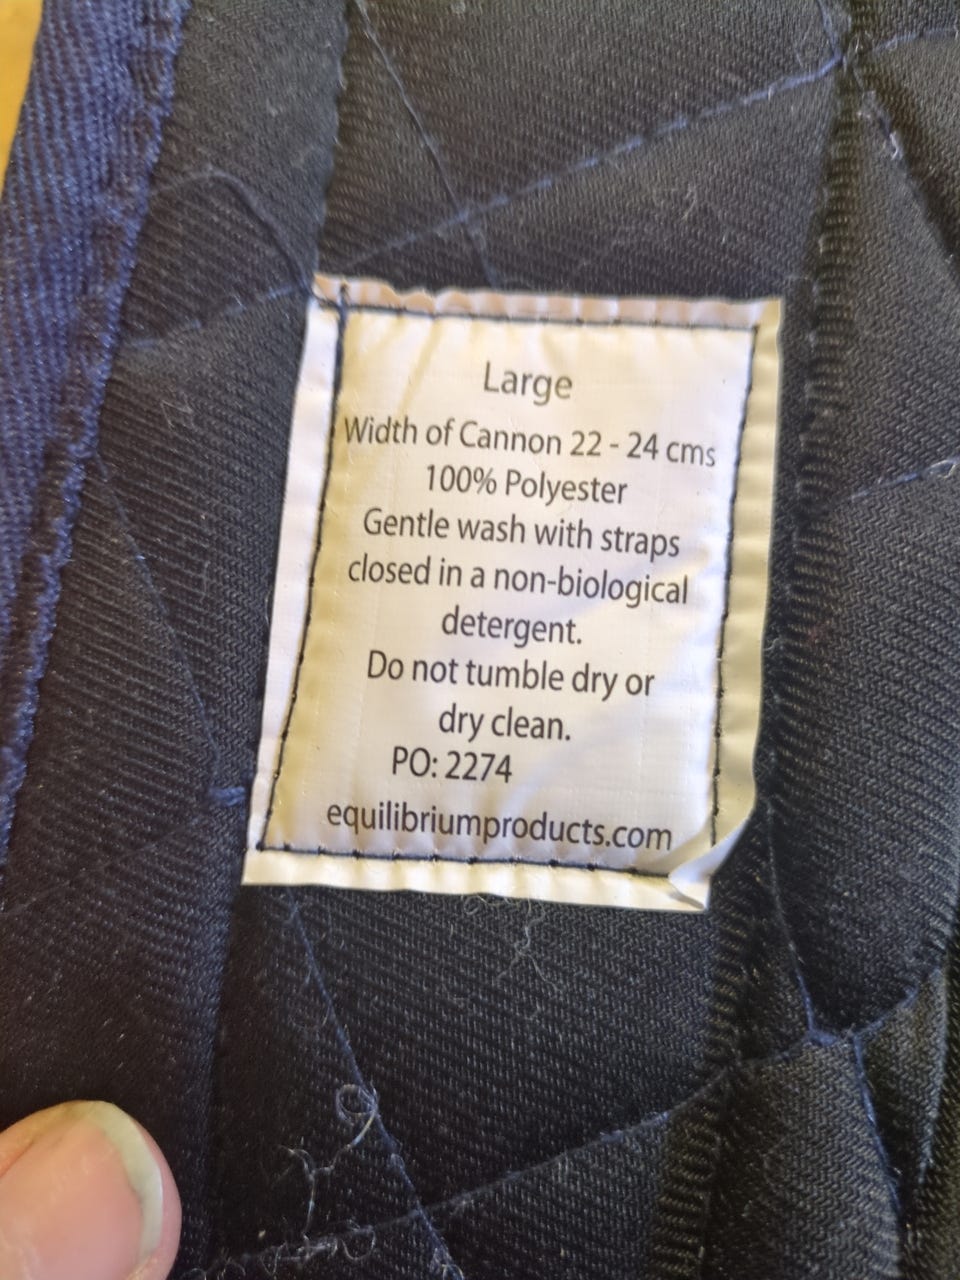 Large
Width of Cannon 22 - 24 cms
100% Polyester
Gentle wash with straps
closed in a non-biological
detergent.
Do not tumble dry or
dry clean.
PO: 2274
equilibriumproducts.com